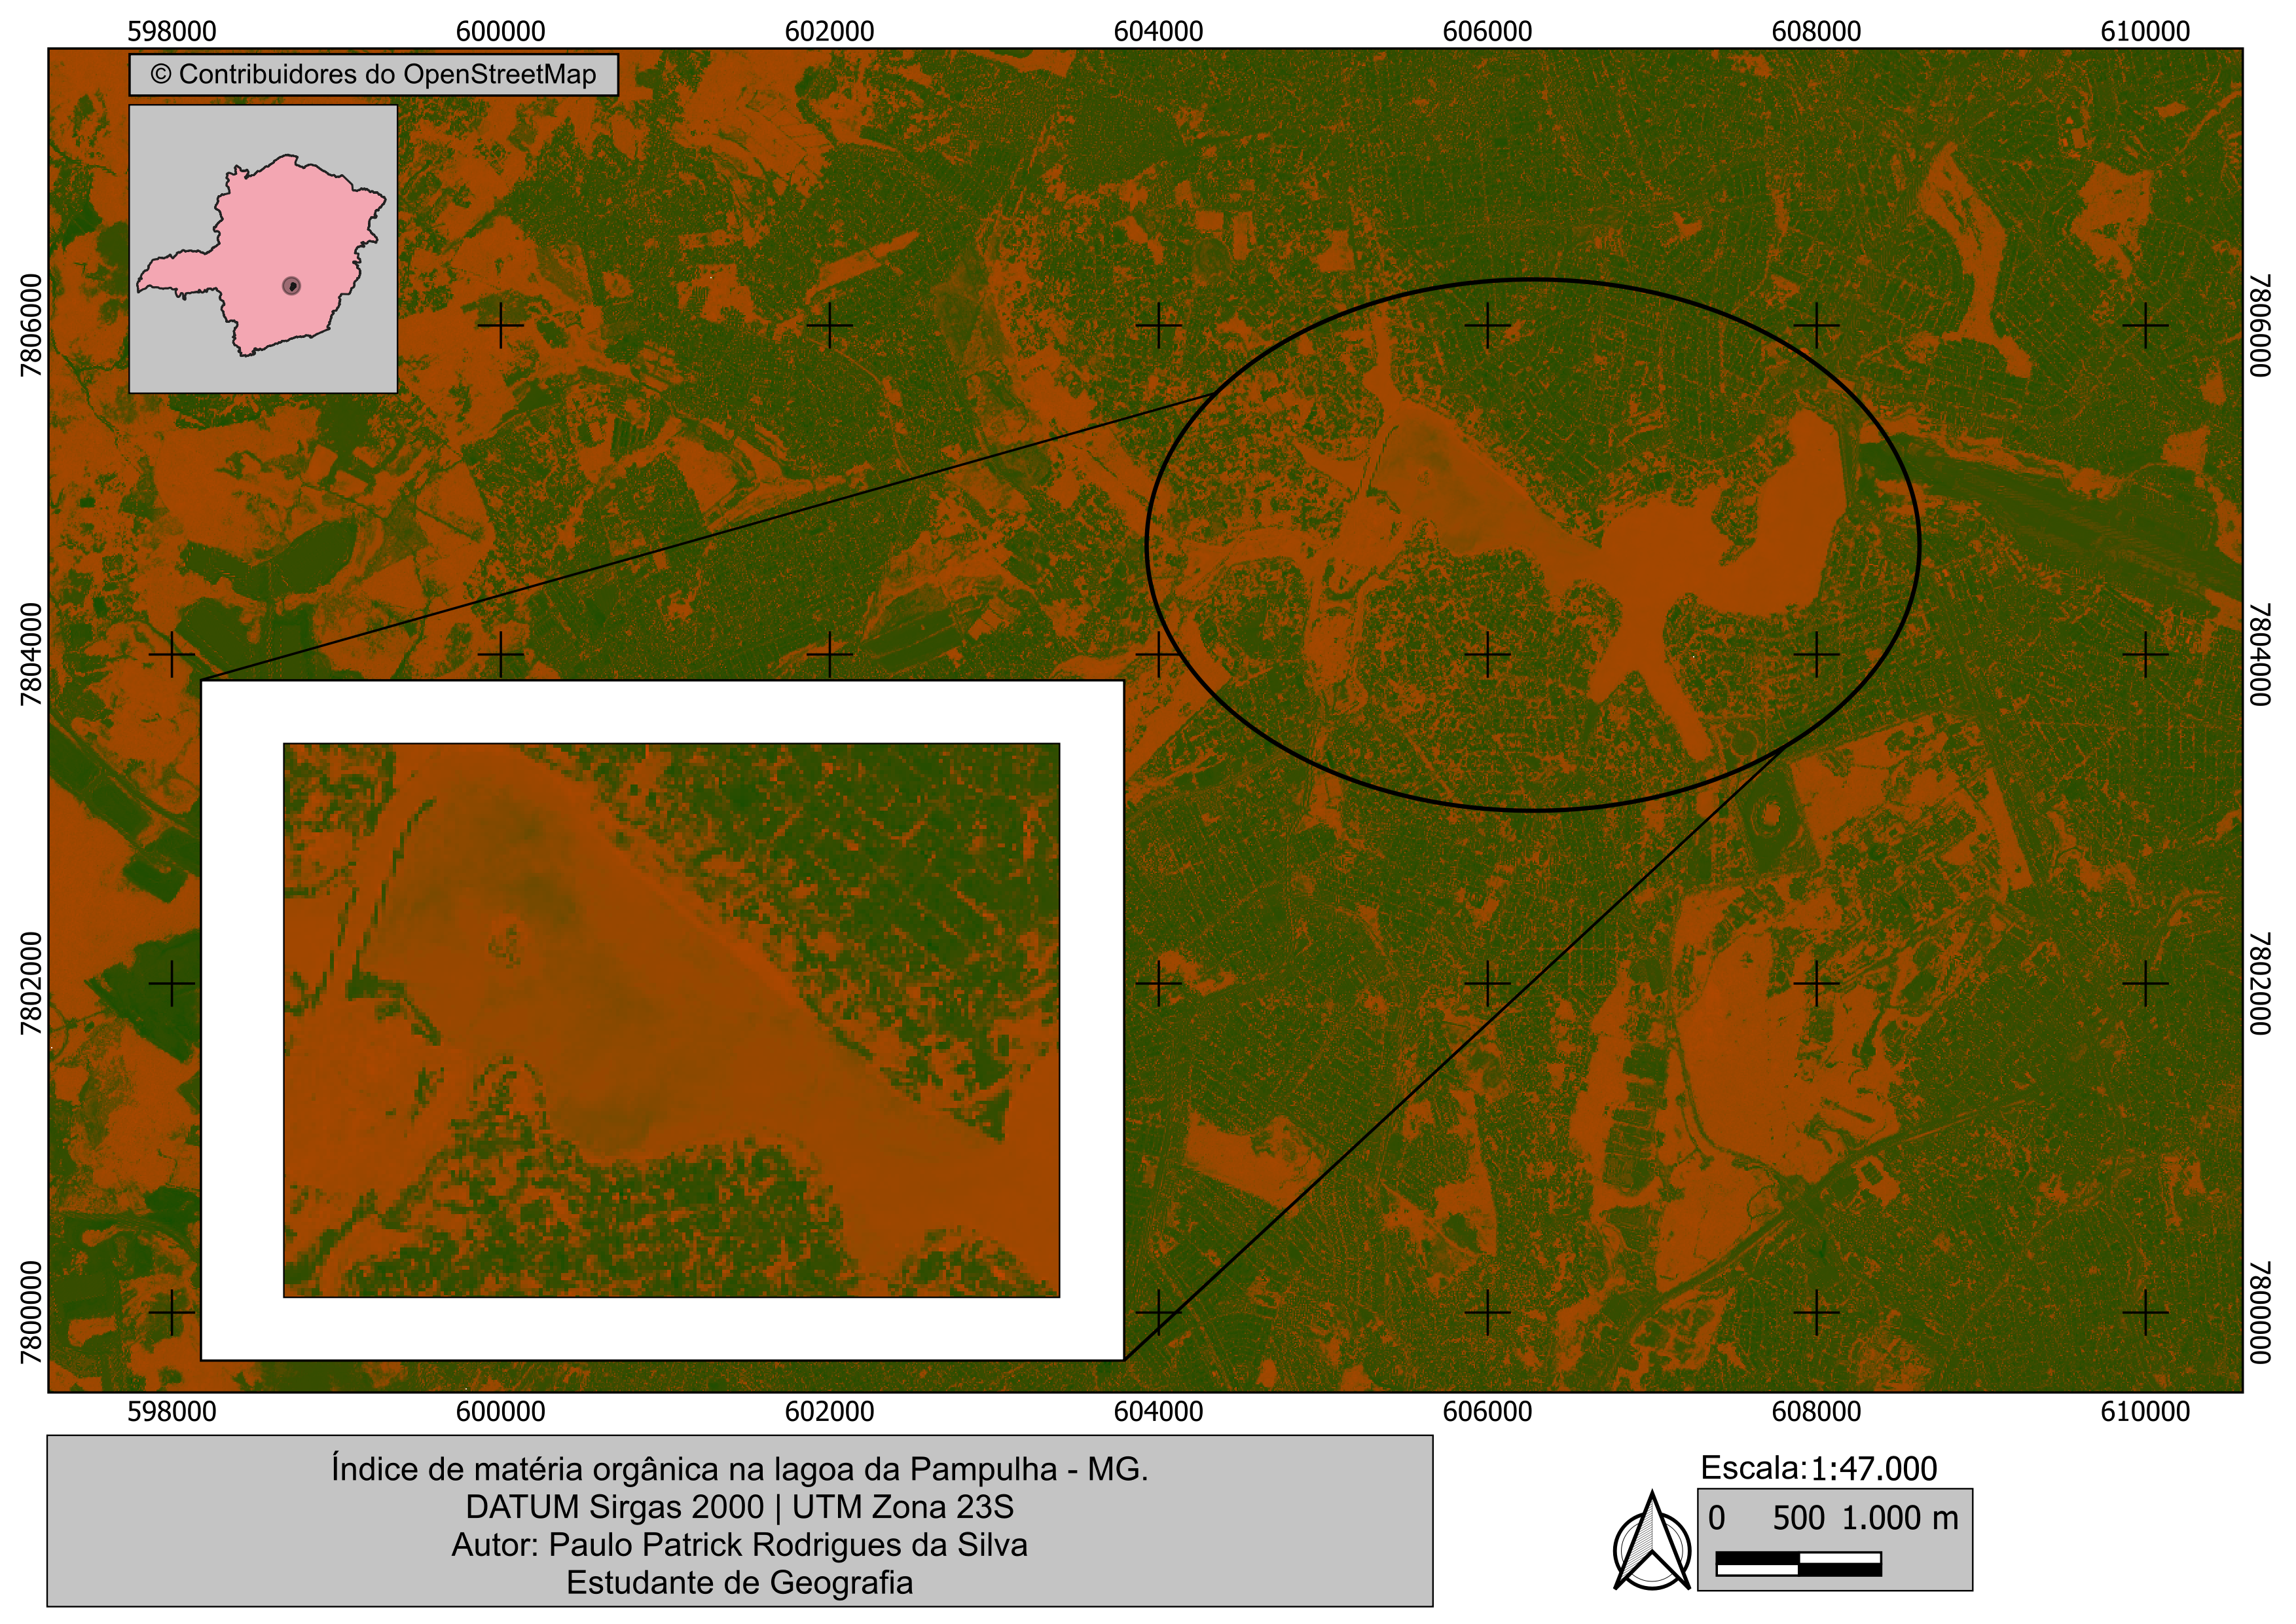 598000 600000 602000 604000 606000 608000 610000
© Contribuidores do OpenStreetMap
7806000 7806000
7804000 7804000
7802000 7802000
7800000 7800000
598000 600000 602000 604000 606000 608000 610000
Índice de matéria orgânica na lagoa da Pampulha - MG.
DATUM Sirgas 2000 | UTM Zona 23S
Autor: Paulo Patrick Rodrigues da Silva
Estudante de Geografia
Escala:1:47.000
0 500 1.000 m